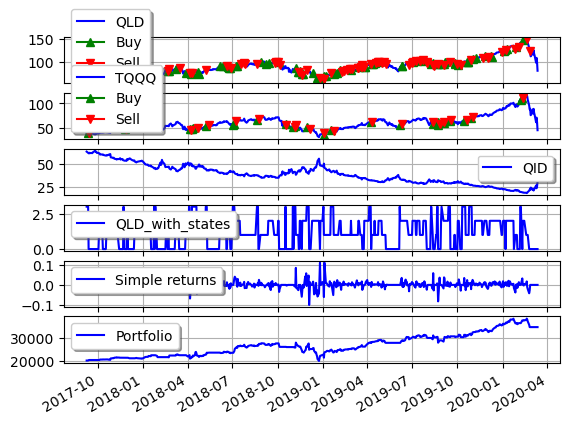 QLD
Buy
Sell
150
100
TQQQ
Buy
Sell
100
50
QID
50
25
QLD_with_states
2.5
0.0
Simple returns
0.1
0.0
−0.1
Portfolio
30000
20000
2017-10
2018-01
2018-04
2018-07
2018-10
2019-01
2019-04
2019-07
2019-10
2020-01
2020-04